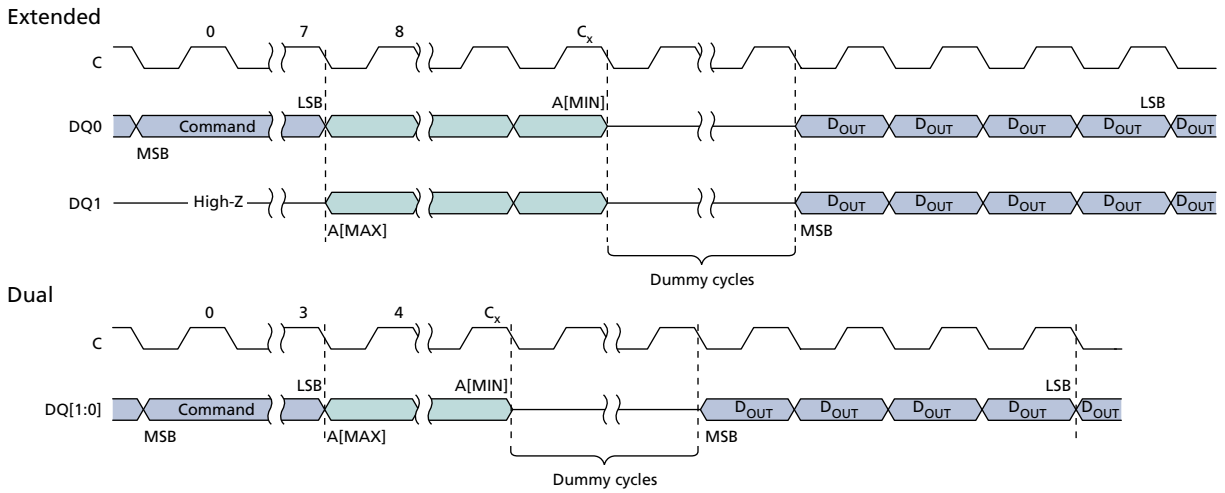 Extended
0 7 8 Cx
C
LSB A[MIN] LSB
DQ0 Command DOUT DOUT DOUT DOUT DOUT
MSB
DQ1 High-Z DOUT DOUT DOUT DOUT DOUT
A[MAX] MSB
Dummy cycles
Dual
0 3 4 Cx
C
LSB A[MIN] LSB
DQ[1:0] Command DOUT DOUT DOUT DOUT DOUT
MSB A[MAX] MSB
Dummy cycles